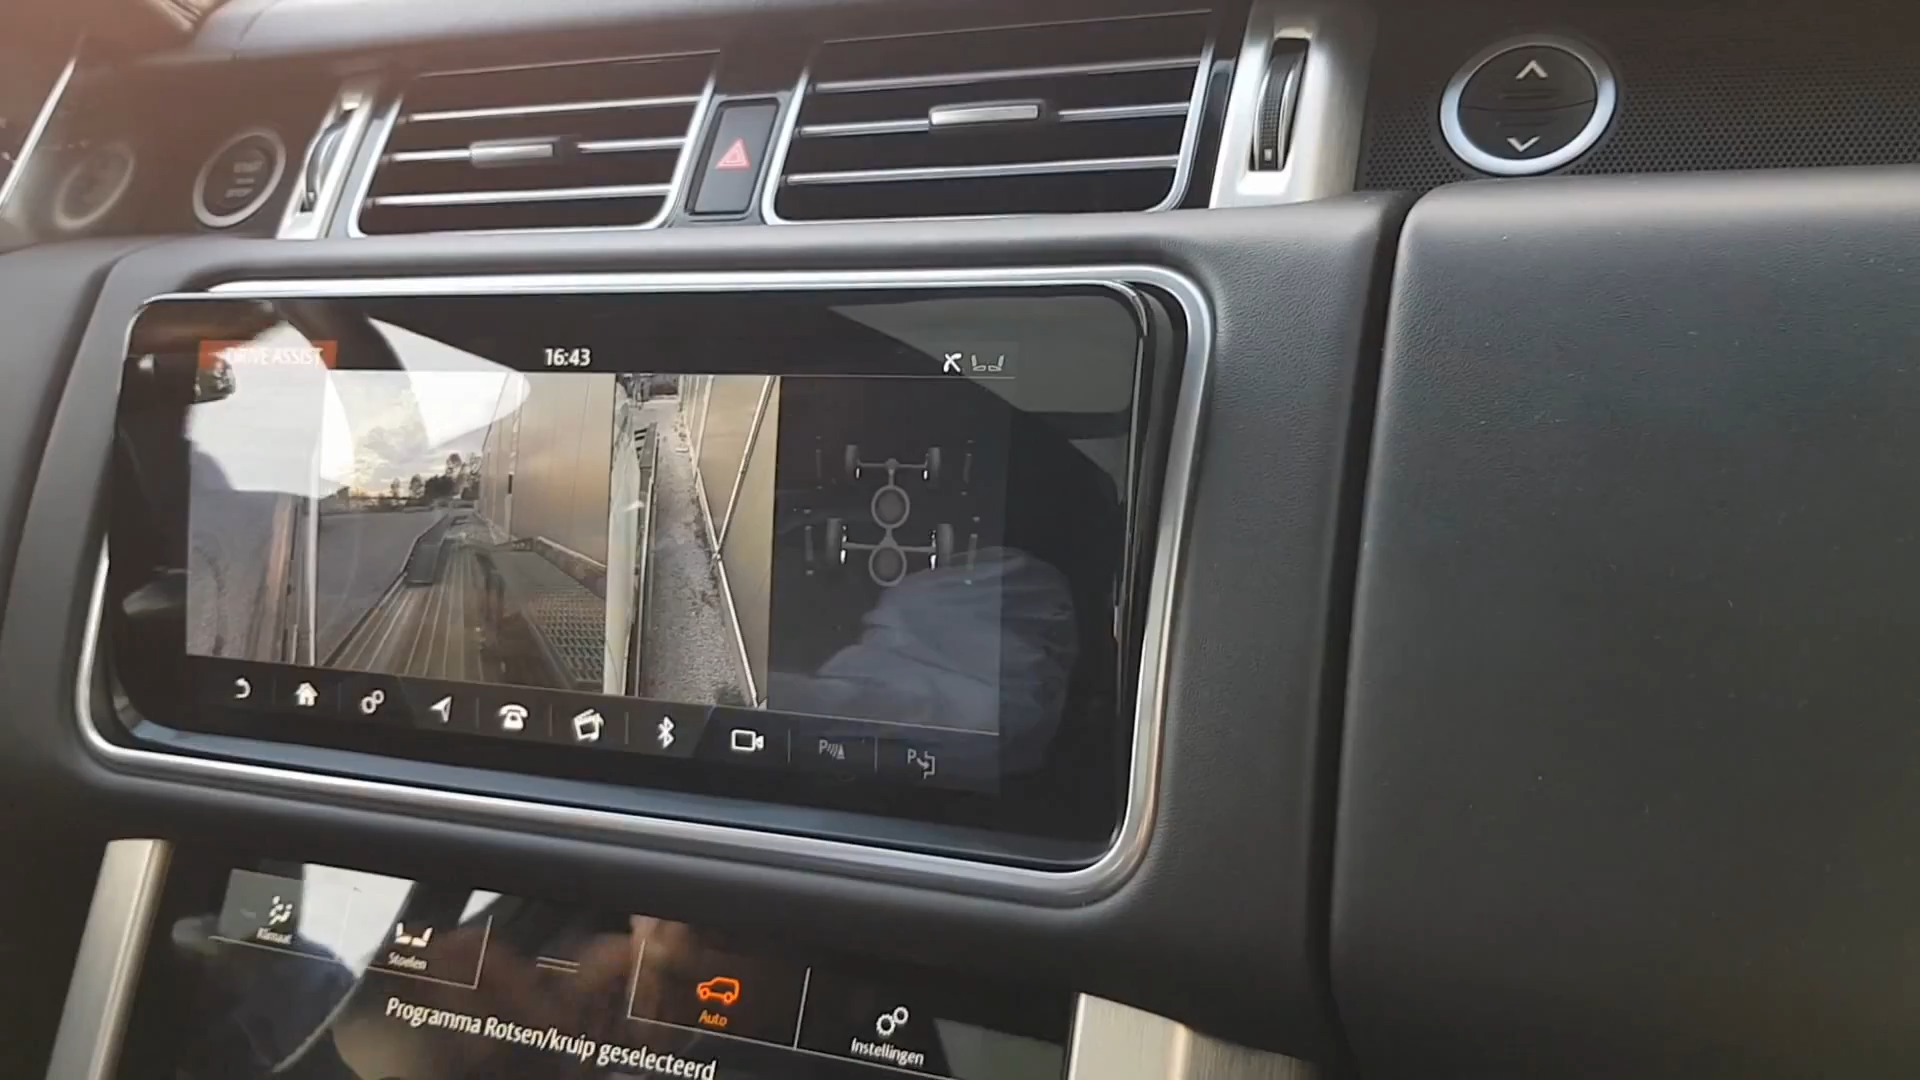 DRIVE ASSIST
16:43
P
P
Klimaat
Stoelen
Auto
Instellingen
Programma Rotsen/kruip geselecteerd